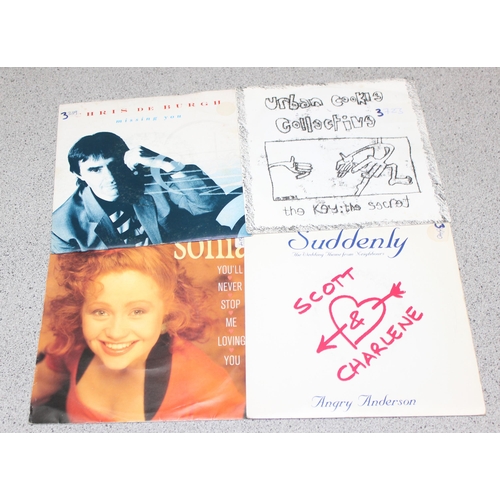 HRIS DE BURGH
missing you
3
Urban Cookie
Collective
3
the Key: the secret
sonia
YOU'LL
NEVER
STOP
ME
LOVING
YOU
Suddenly
SCOTT
&
CHARLENE
Angry Anderson